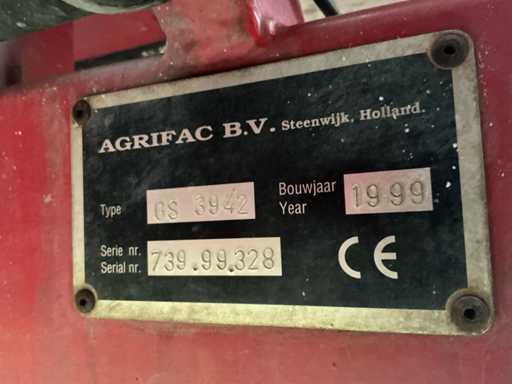 AGRIFAC B.V. Steenwijk, Holland.
Type GS 3942 Bouwjaar Year 1999
Serie nr. Serial nr. 739.99.328 CE